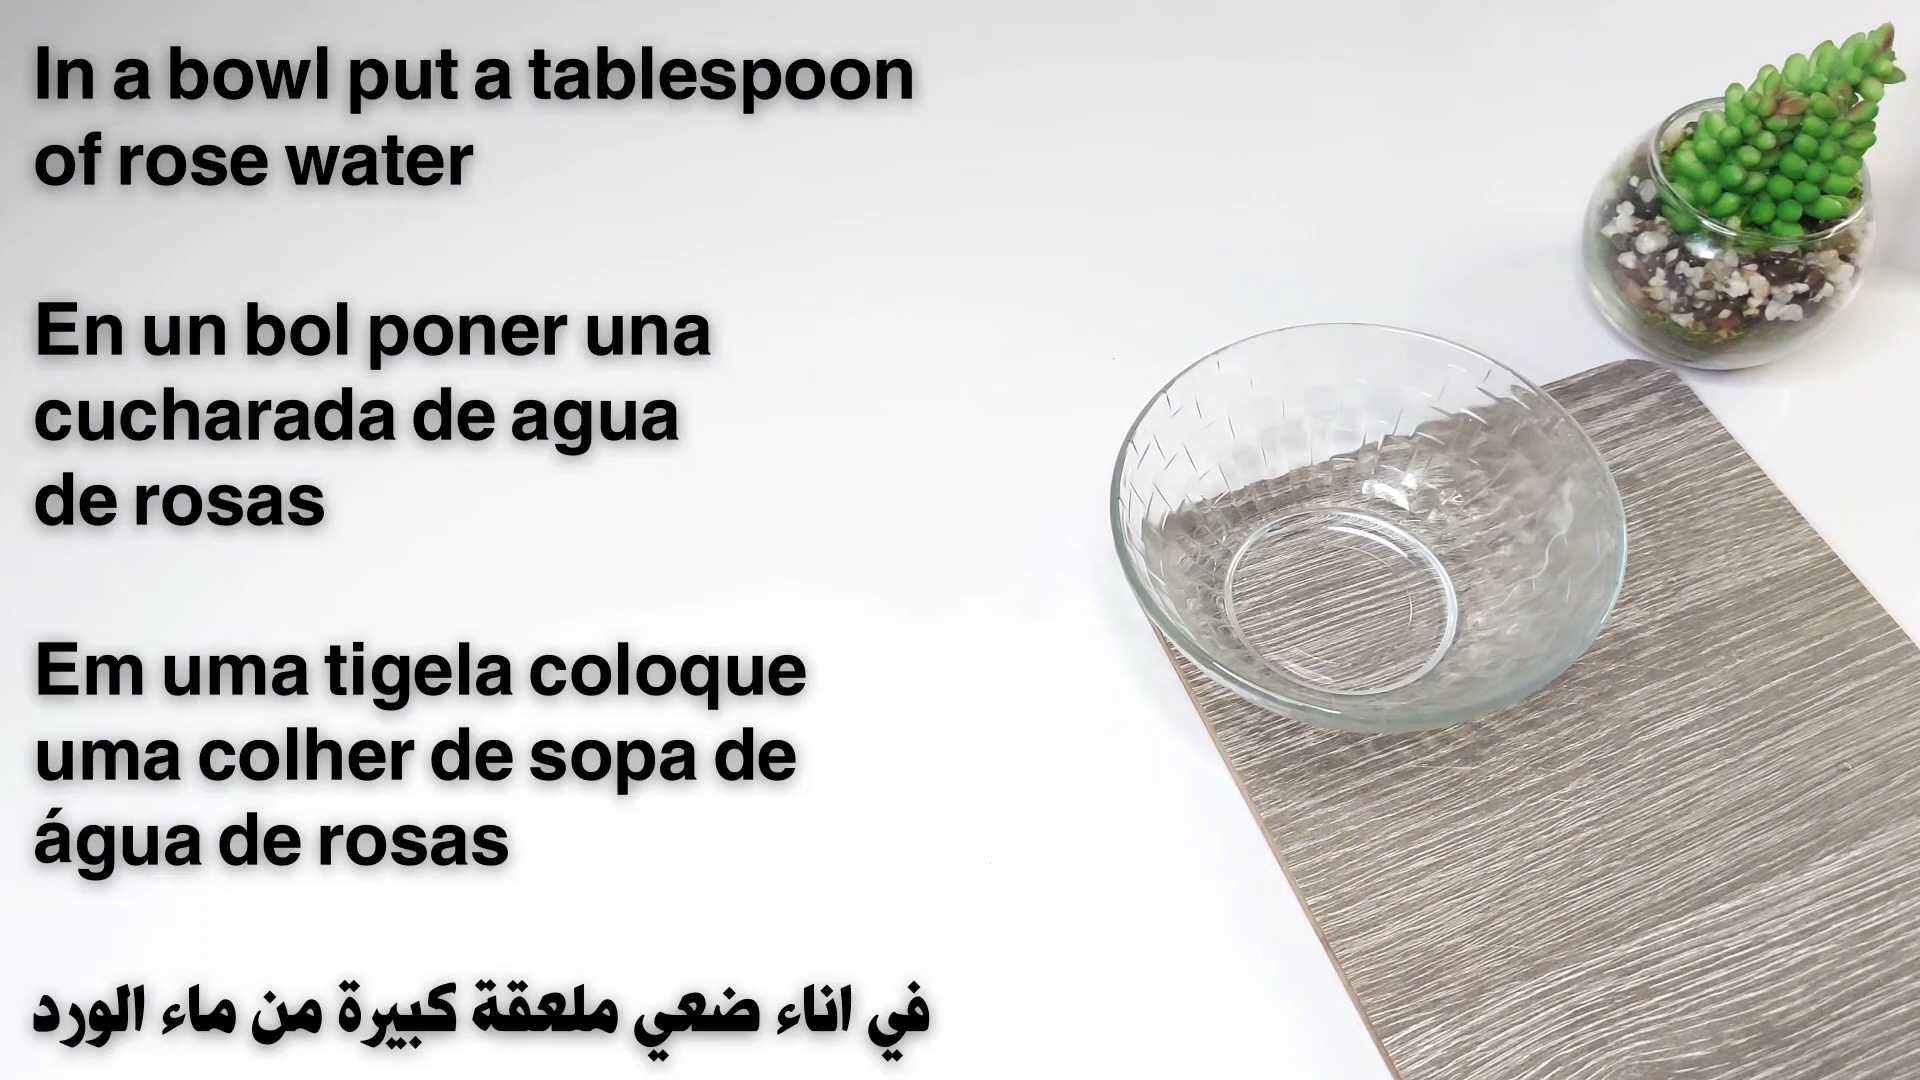 In a bowl put a tablespoon
of rose water
En un bol poner una
cucharada de agua
de rosas
Em uma tigela coloque
uma colher de sopa de
água de rosas
في اناء ضعي ملعقة كبيرة من ماء الورد